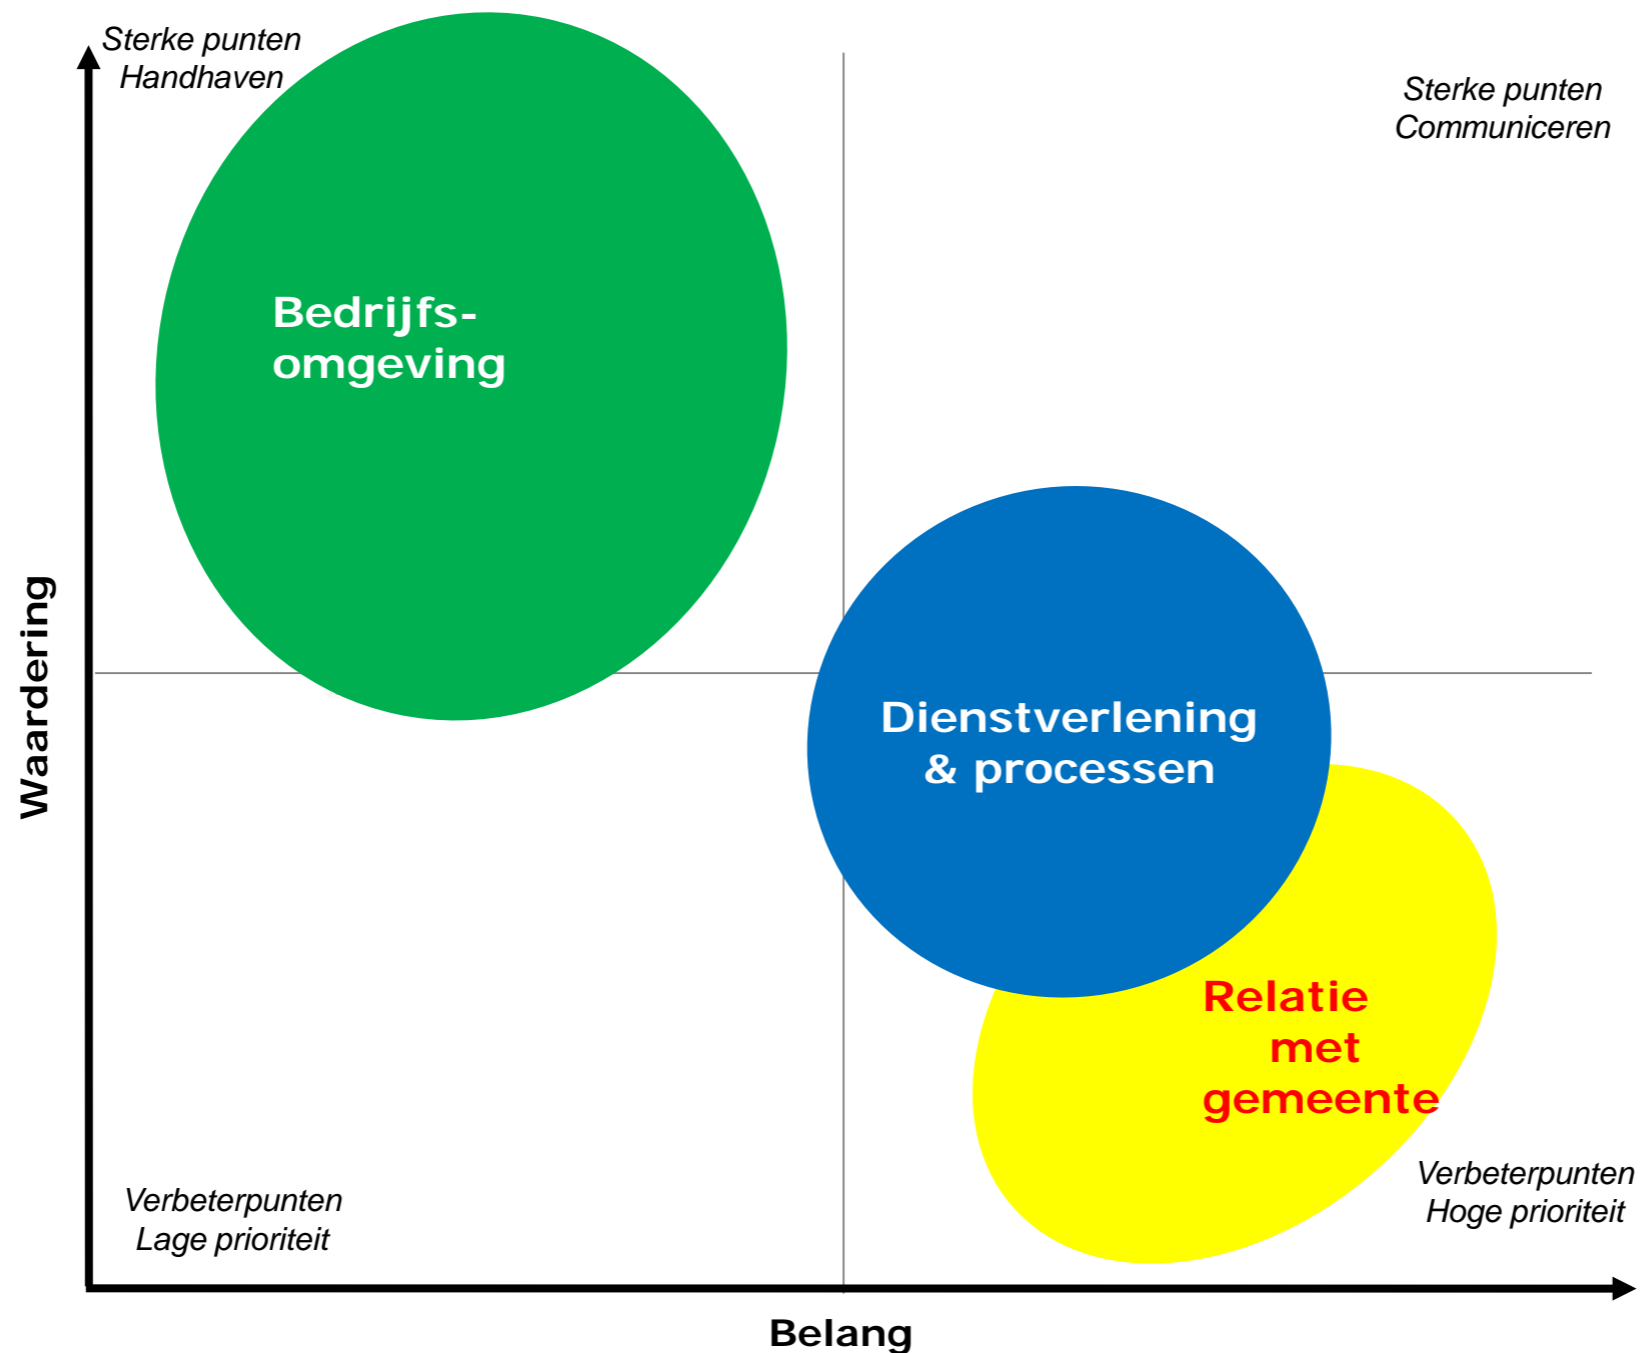 Sterke punten
Handhaven
Sterke punten
Communiceren
Bedrijfs-
omgeving
Waardering
Dienstverlening
& processen
Relatie
met
gemeente
Verbeterpunten
Lage prioriteit
Verbeterpunten
Hoge prioriteit
Belang